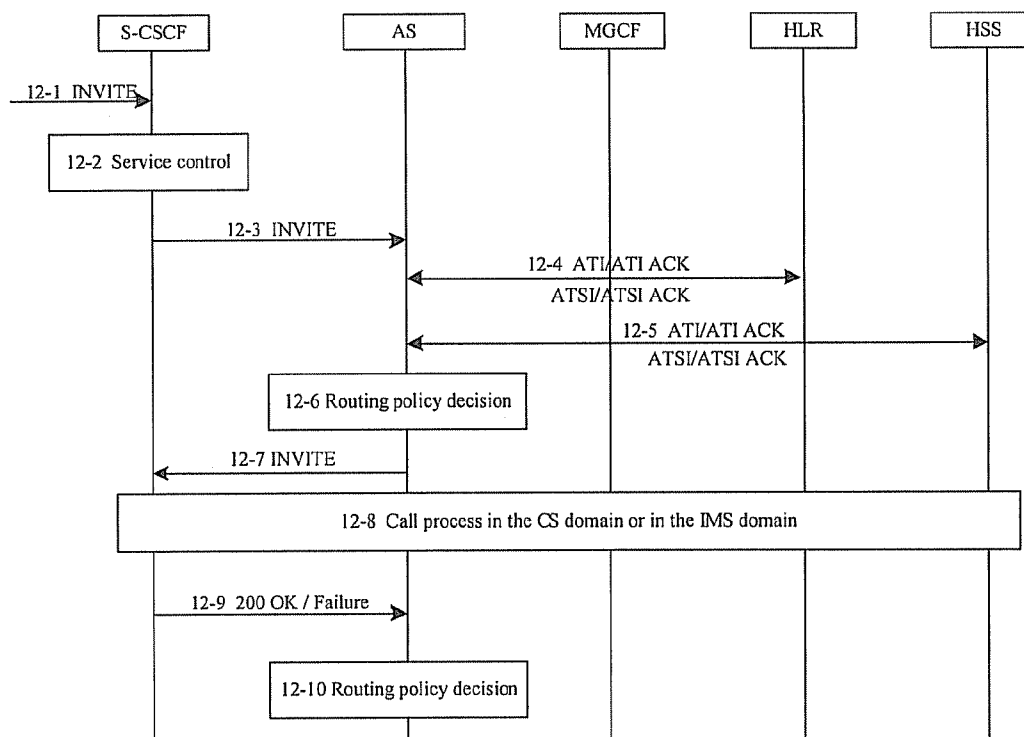 S-CSCF
AS
MGCF
HLR
HSS
12-1 INVITE
12-2 Service control
12-3 INVITE
12-4 ATI/ATI ACK
ATSI/ATSI ACK
12-5 ATI/ATI ACK
ATSI/ATSI ACK
12-6 Routing policy decision
12-7 INVITE
12-8 Call process in the CS domain or in the IMS domain
12-9 200 OK / Failure
12-10 Routing policy decision